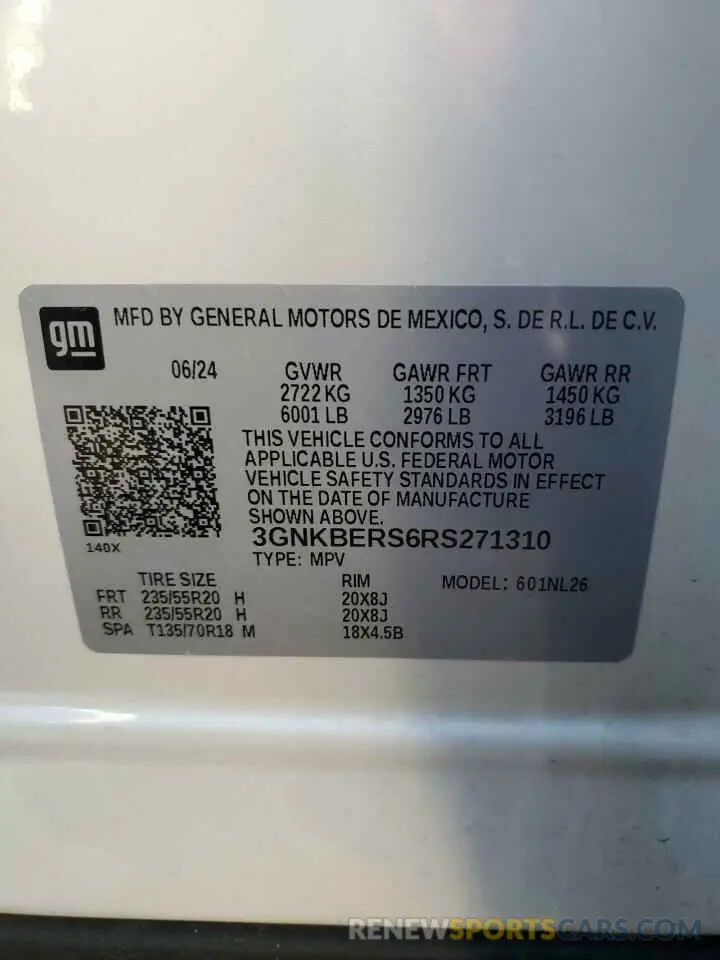 gm MFD BY GENERAL MOTORS DE MEXICO, S. DE R.L. DE C.V.
06/24 GVWR GAWR FRT GAWR RR
2722 KG 1350 KG 1450 KG
6001 LB 2976 LB 3196 LB
THIS VEHICLE CONFORMS TO ALL
APPLICABLE U.S. FEDERAL MOTOR
VEHICLE SAFETY STANDARDS IN EFFECT
ON THE DATE OF MANUFACTURE
SHOWN ABOVE.
3GNKBERS6RS271310
140X
TYPE: MPV
TIRE SIZE RIM MODEL: 601NL26
FRT 235/55R20 H 20X8J
RR 235/55R20 H 20X8J
SPA T135/70R18 M 18X4.5B
RENEWSPORTSCARS.COM